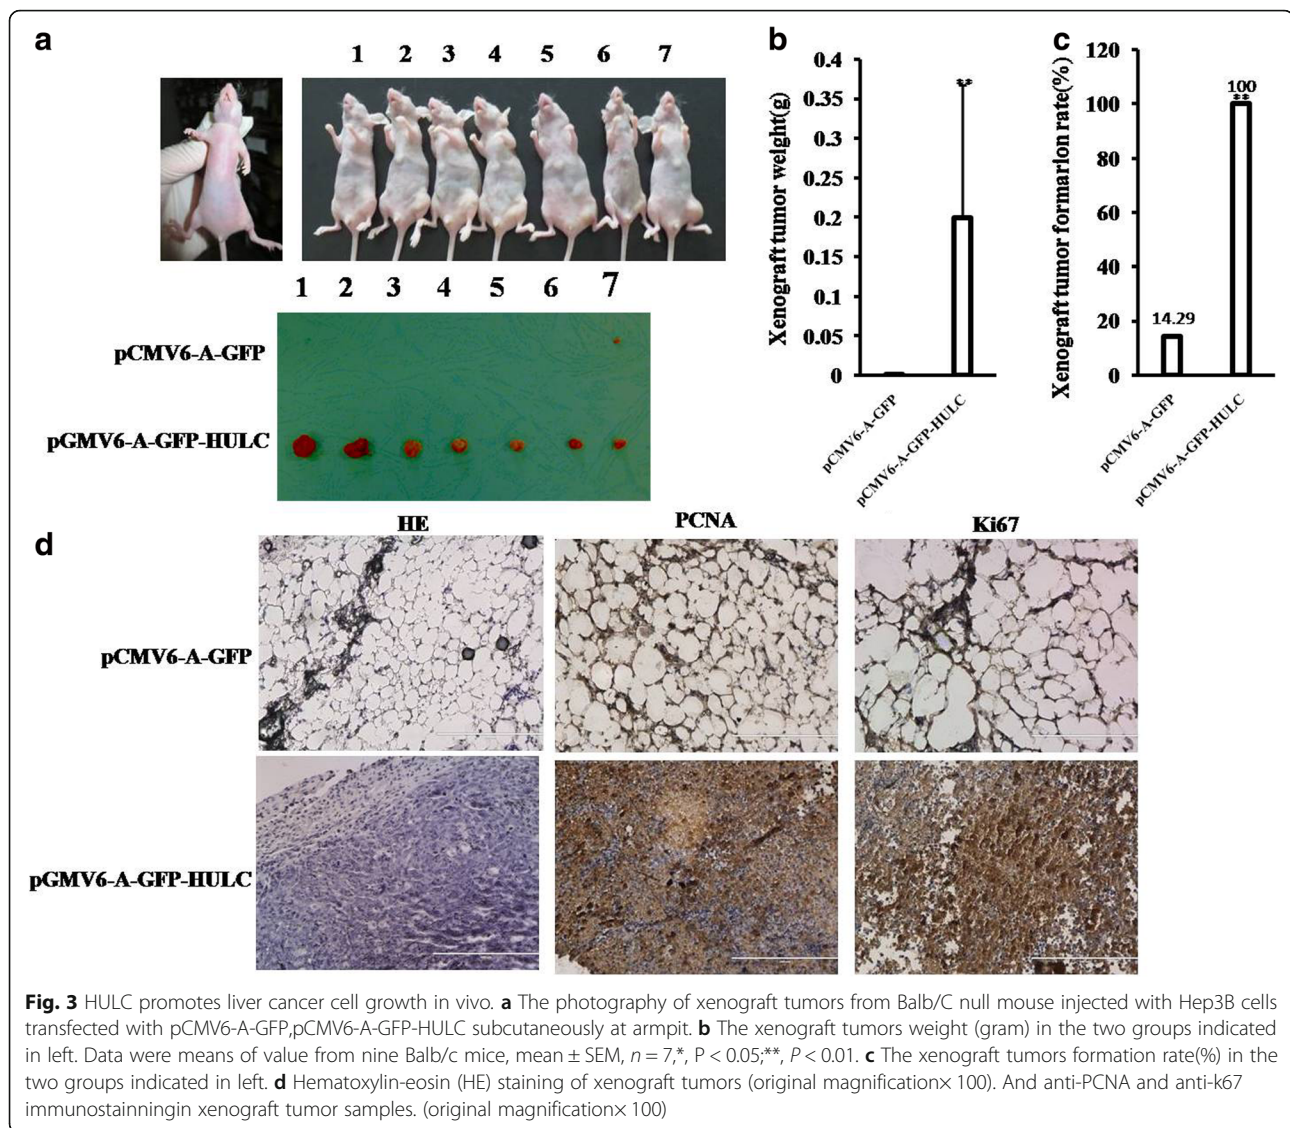 a
1 2 3 4 5 6 7
1 2 3 4 5 6 7
pCMV6-A-GFP
pGMV6-A-GFP-HULC
b
Xenograft tumor weight(g)
0.4
0.35
0.3
0.25
0.2
0.15
0.1
0.05
0
**
pCMV6-A-GFP
pCMV6-A-GFP-HULC
c
Xenograft tumor formarion rate(%)
120
100
80
60
40
20
0
14.29
100
**
pCMV6-A-GFP
pCMV6-A-GFP-HULC
d
HE PCNA Ki67
pCMV6-A-GFP
pGMV6-A-GFP-HULC
Fig. 3 HULC promotes liver cancer cell growth in vivo. a The photography of xenograft tumors from Balb/C null mouse injected with Hep3B cells
transfected with pCMV6-A-GFP,pCMV6-A-GFP-HULC subcutaneously at armpit. b The xenograft tumors weight (gram) in the two groups indicated
in left. Data were means of value from nine Balb/c mice, mean ± SEM, n = 7,*, P < 0.05;**, P < 0.01. c The xenograft tumors formation rate(%) in the
two groups indicated in left. d Hematoxylin-eosin (HE) staining of xenograft tumors (original magnification× 100). And anti-PCNA and anti-k67
immunostainningin xenograft tumor samples. (original magnification× 100)